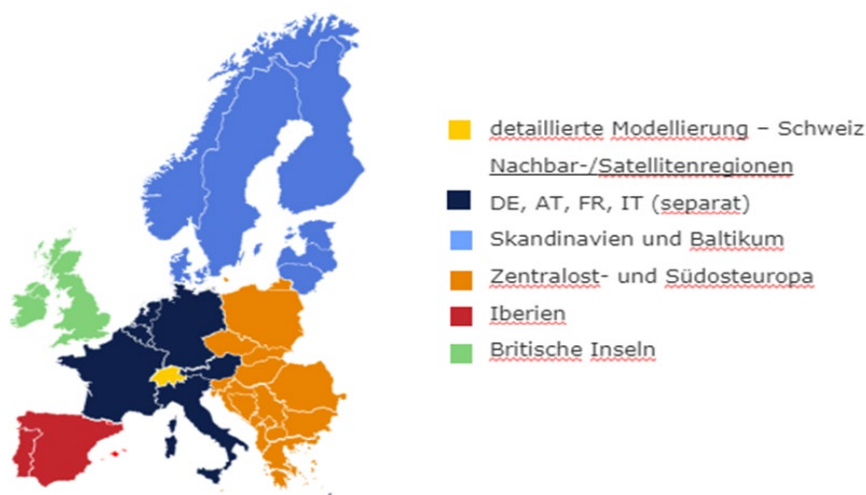 detaillierte Modellierung – Schweiz
Nachbar-/Satellitenregionen
DE, AT, FR, IT (separat)
Skandinavien und Baltikum
Zentralost- und Südosteuropa
Iberien
Britische Inseln